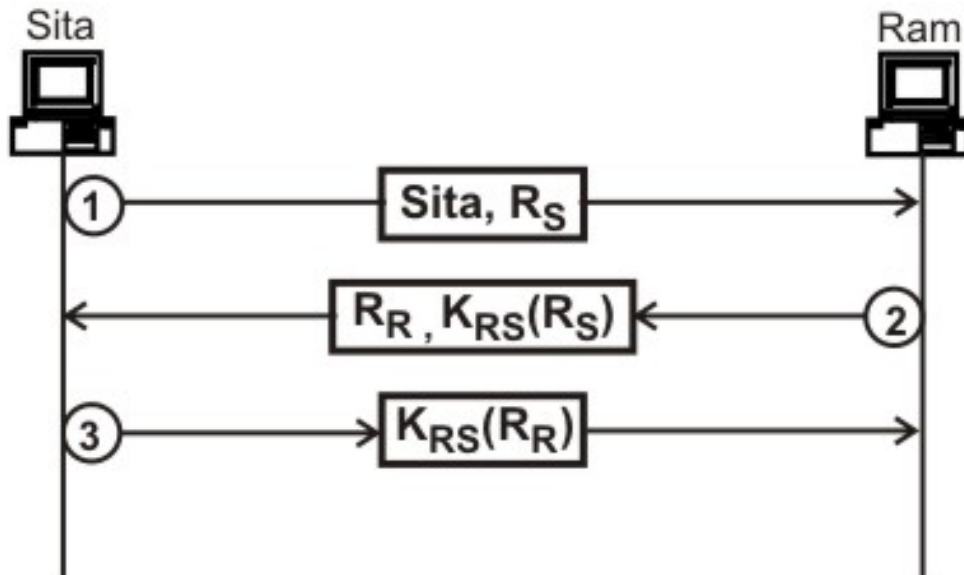 Sita
Ram
1
Sita, R_S
R_R , K_RS(R_S)
2
3
K_RS(R_R)